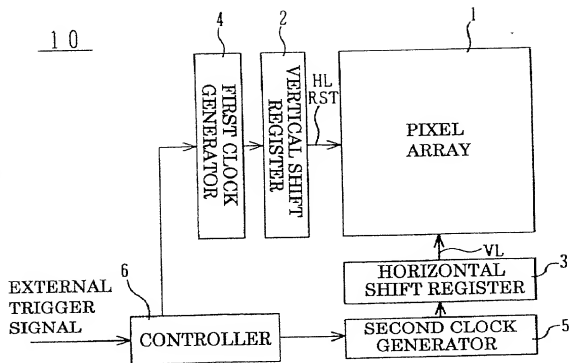 10
4
2
1
FIRST CLOCK
GENERATOR
VERTICAL SHIFT
REGISTER
HL
RST
PIXEL
ARRAY
VL
HORIZONTAL
SHIFT REGISTER
3
EXTERNAL
TRIGGER
SIGNAL
6
CONTROLLER
SECOND CLOCK
GENERATOR
5